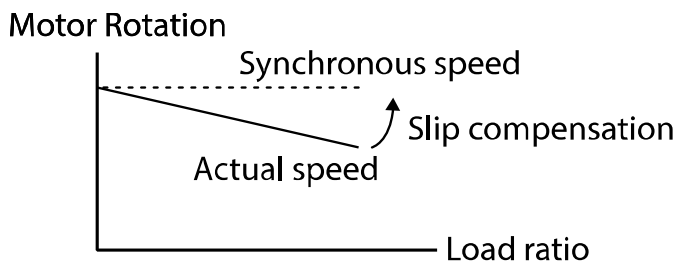 Motor Rotation
Synchronous speed
Slip compensation
Actual speed
Load ratio